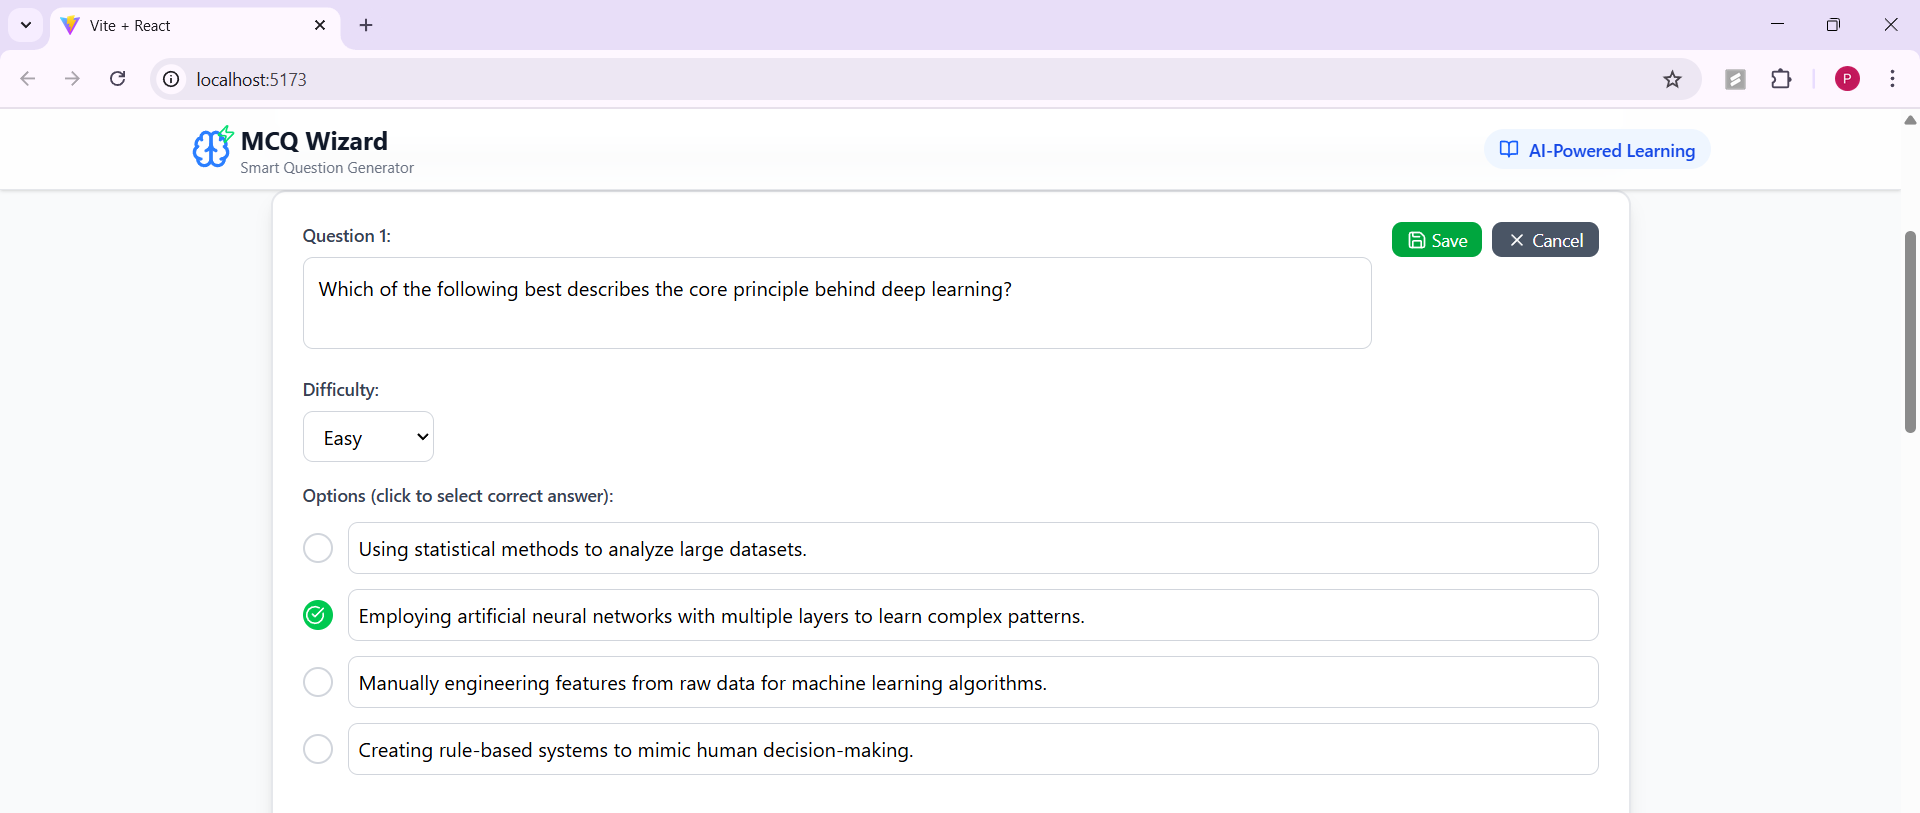 Vite + React
localhost:5173
P
MCQ Wizard
Smart Question Generator
AI-Powered Learning
Question 1:
Save
Cancel
Which of the following best describes the core principle behind deep learning?
Difficulty:
Easy
Options (click to select correct answer):
Using statistical methods to analyze large datasets.
Employing artificial neural networks with multiple layers to learn complex patterns.
Manually engineering features from raw data for machine learning algorithms.
Creating rule-based systems to mimic human decision-making.